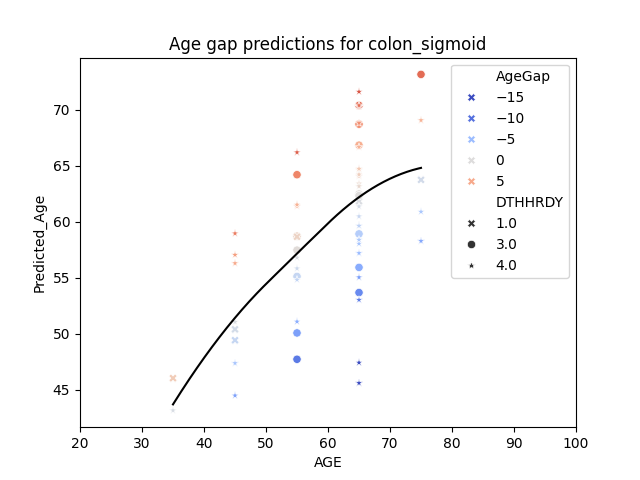 Age gap predictions for colon_sigmoid
Predicted_Age
70
65
60
55
50
45
20 30 40 50 60 70 80 90 100
AGE
AgeGap
−15
−10
−5
0
5
DTHHRDY
1.0
3.0
4.0